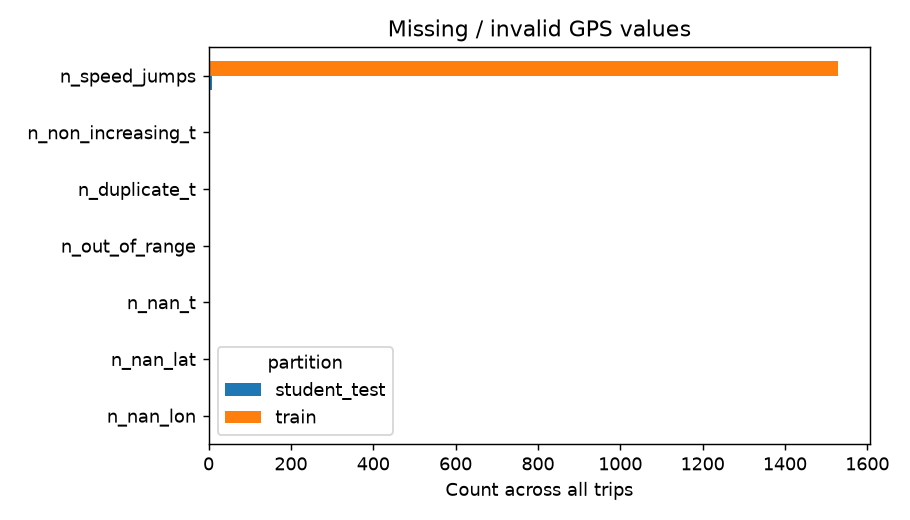 Missing / invalid GPS values
n_speed_jumps
n_non_increasing_t
n_duplicate_t
n_out_of_range
n_nan_t
n_nan_lat
n_nan_lon
partition
student_test
train
0 200 400 600 800 1000 1200 1400 1600
Count across all trips